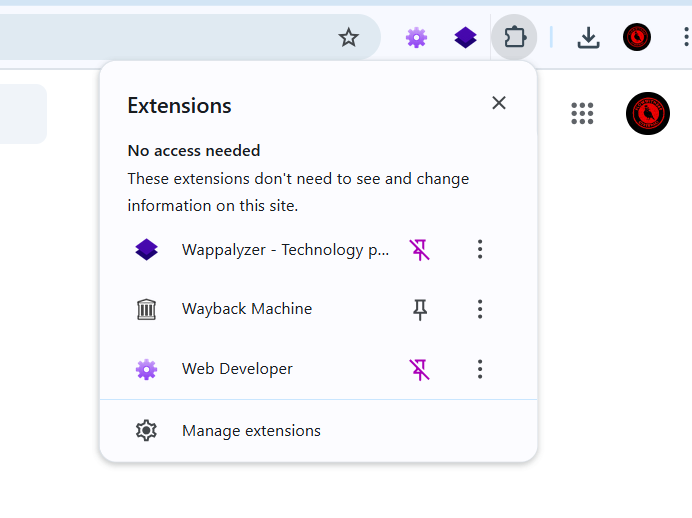 Extensions
No access needed
These extensions don't need to see and change
information on this site.
Wappalyzer - Technology p...
Wayback Machine
Web Developer
Manage extensions